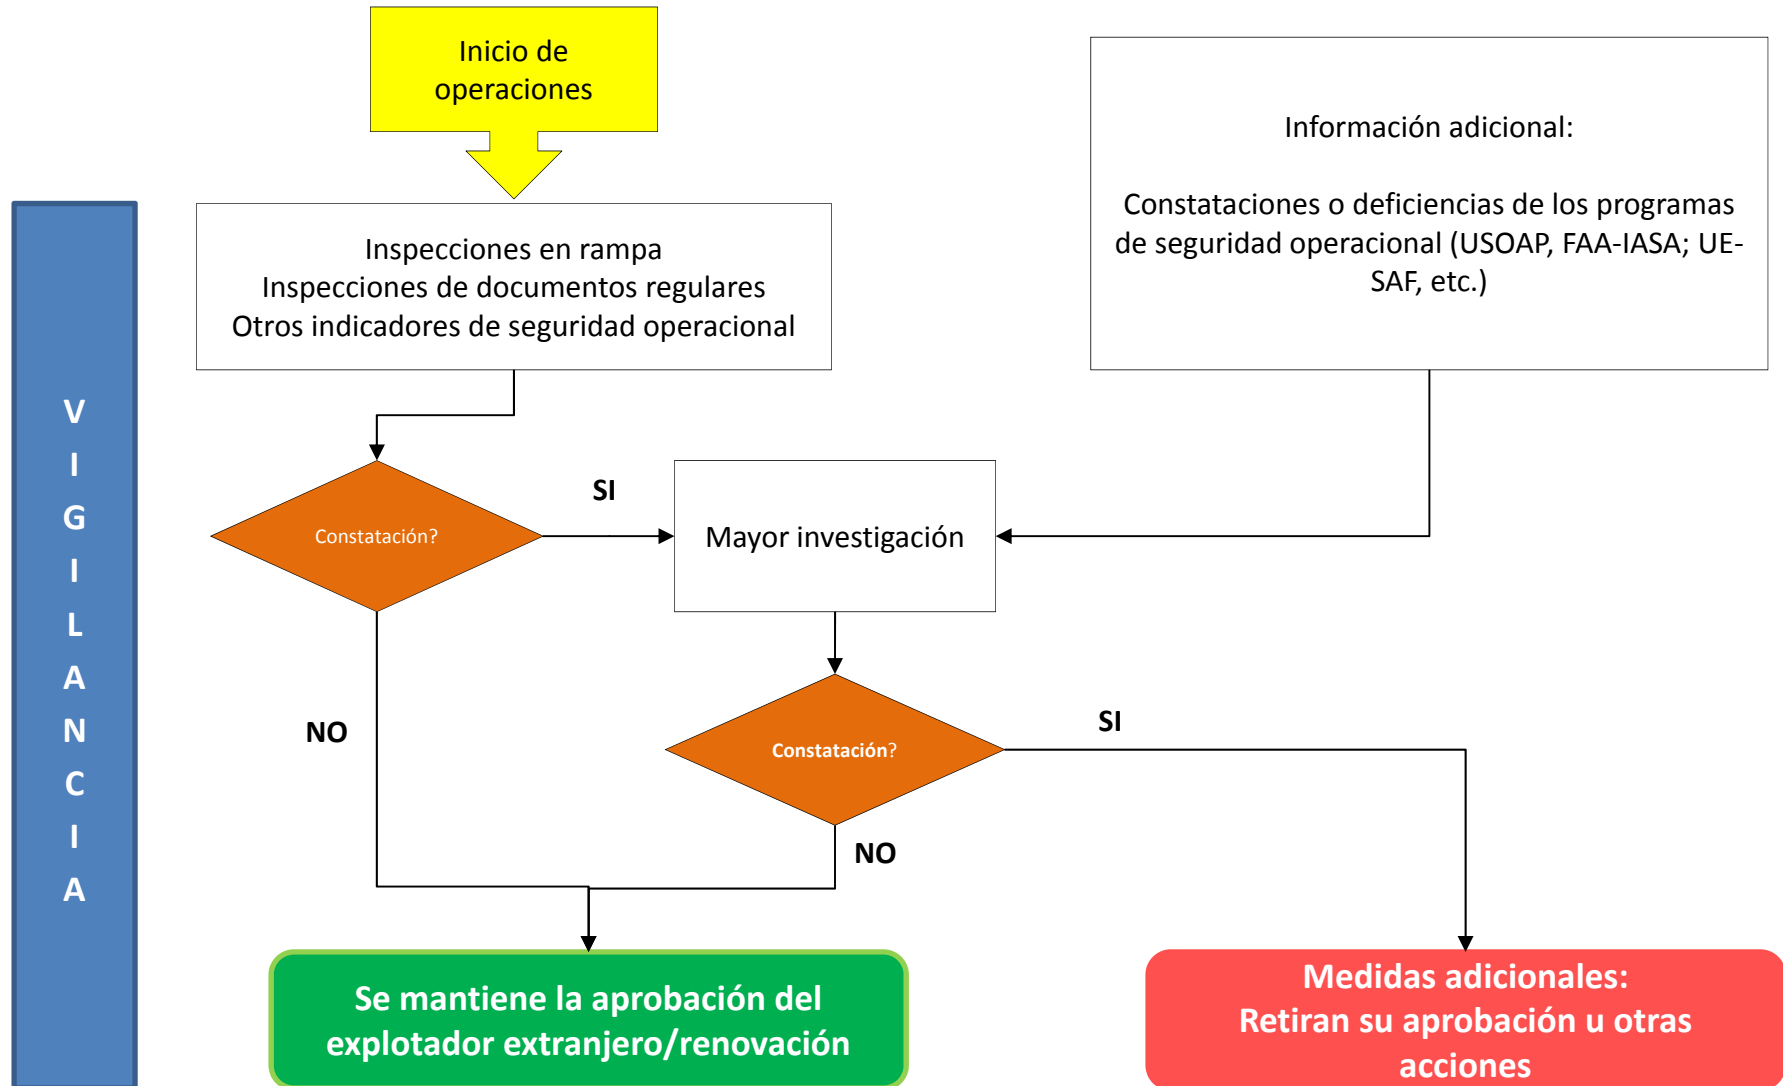 Inicio de
operaciones
Información adicional:
Constataciones o deficiencias de los programas
de seguridad operacional (USOAP, FAA-IASA; UE-
SAF, etc.)
Inspecciones en rampa
Inspecciones de documentos regulares
Otros indicadores de seguridad operacional
V
I
G
I
L
A
N
C
I
A
Constatación?
SI
Mayor investigación
NO
Constatación?
SI
NO
Se mantiene la aprobación del
explotador extranjero/renovación
Medidas adicionales:
Retiran su aprobación u otras
acciones